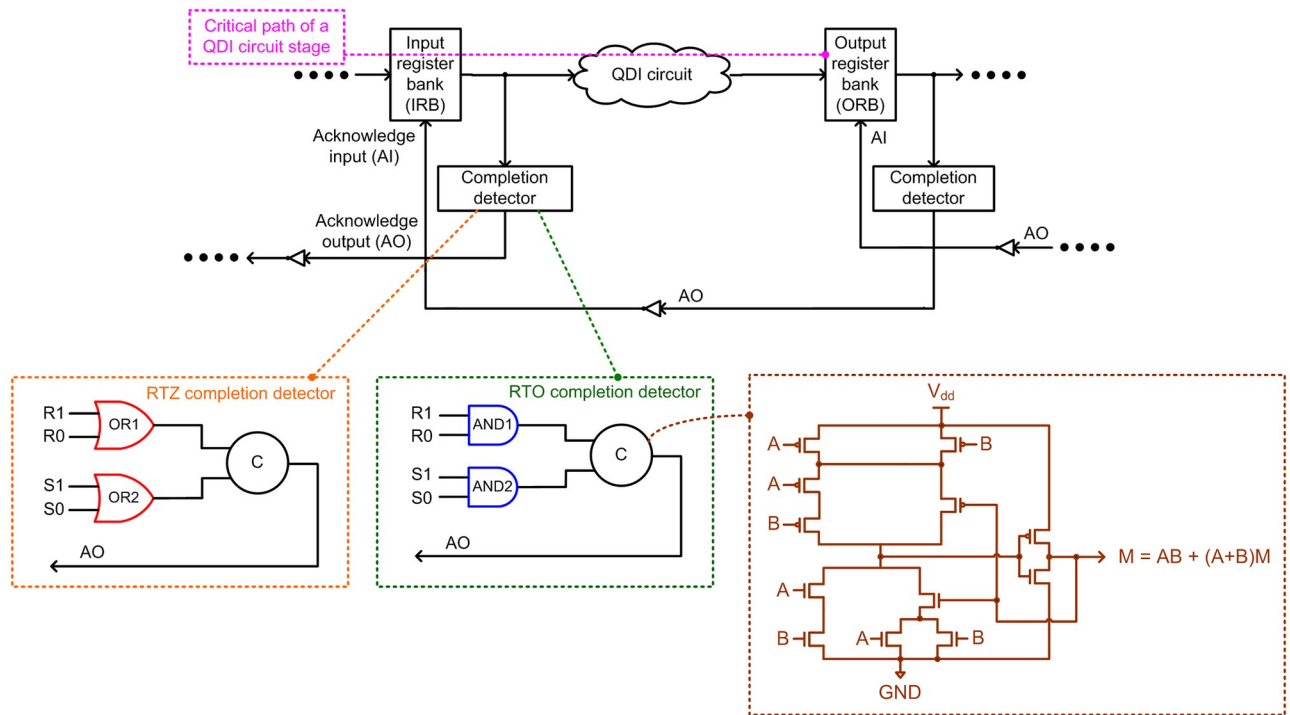 Critical path of a
QDI circuit stage
Input
register
bank
(IRB)
QDI circuit
Output
register
bank
(ORB)
Acknowledge
input (AI)
AI
Completion
detector
Completion
detector
Acknowledge
output (AO)
AO
AO
RTZ completion detector
R1
R0
OR1
S1
S0
OR2
C
AO
RTO completion detector
R1
R0
AND1
S1
S0
AND2
C
AO
Vdd
A
B
A
B
A
B
A
B
GND
M = AB + (A+B)M